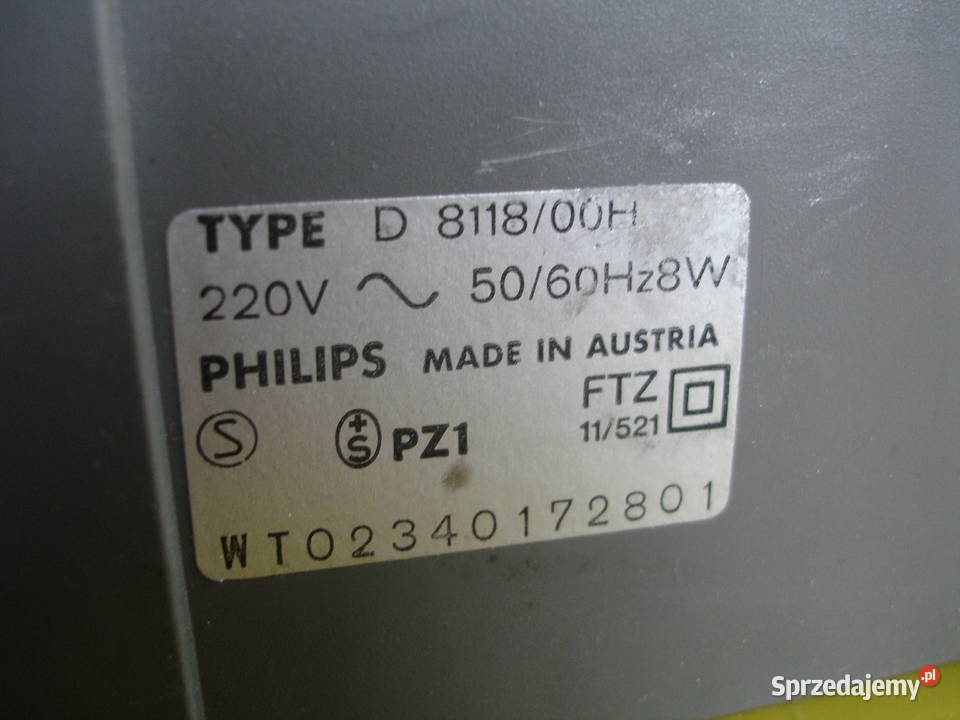 TYPE D 8118/00H
220V ~ 50/60Hz8W
PHILIPS MADE IN AUSTRIA
FTZ
S +S PZ1 11/521
WT02340172801
Sprzedajemy.pl